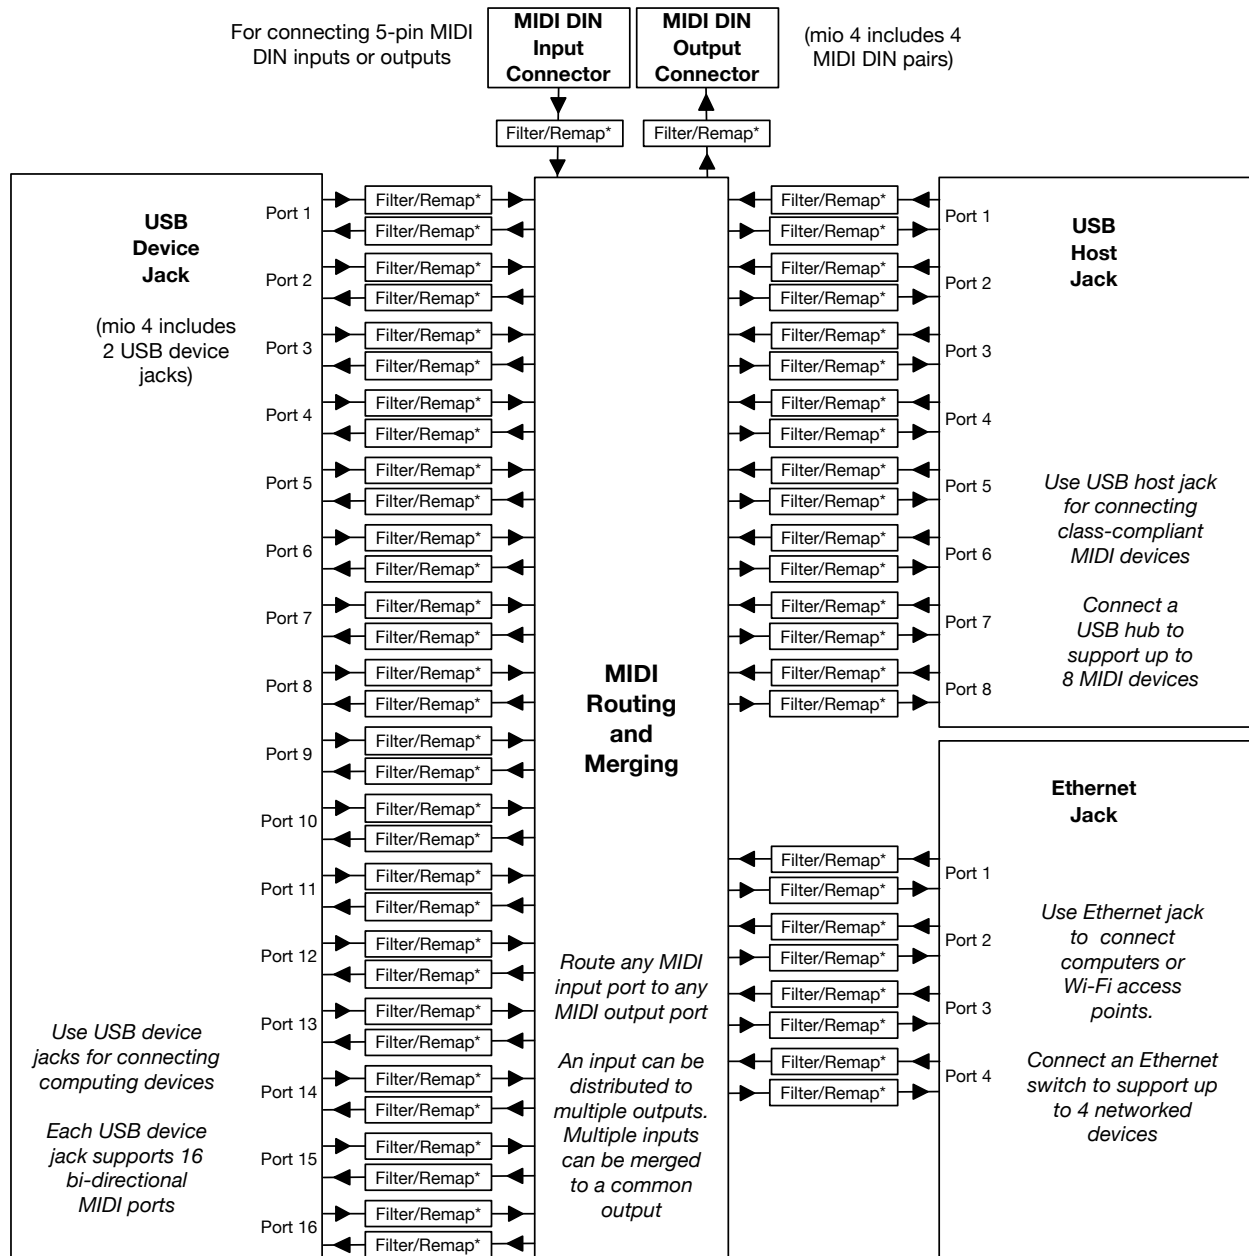 For connecting 5-pin MIDI
DIN inputs or outputs
MIDI DIN
Input
Connector
MIDI DIN
Output
Connector
(mio 4 includes 4
MIDI DIN pairs)
Filter/Remap*
Filter/Remap*
USB
Device
Jack
(mio 4 includes
2 USB device
jacks)
Use USB device
jacks for connecting
computing devices
Each USB device
jack supports 16
bi-directional
MIDI ports
Port 1
Filter/Remap*
Filter/Remap*
Port 2
Filter/Remap*
Filter/Remap*
Port 3
Filter/Remap*
Filter/Remap*
Port 4
Filter/Remap*
Filter/Remap*
Port 5
Filter/Remap*
Filter/Remap*
Port 6
Filter/Remap*
Filter/Remap*
Port 7
Filter/Remap*
Filter/Remap*
Port 8
Filter/Remap*
Filter/Remap*
Port 9
Filter/Remap*
Filter/Remap*
Port 10
Filter/Remap*
Filter/Remap*
Port 11
Filter/Remap*
Filter/Remap*
Port 12
Filter/Remap*
Filter/Remap*
Port 13
Filter/Remap*
Filter/Remap*
Port 14
Filter/Remap*
Filter/Remap*
Port 15
Filter/Remap*
Filter/Remap*
Port 16
Filter/Remap*
Filter/Remap*
MIDI
Routing
and
Merging
Route any MIDI
input port to any
MIDI output port
An input can be
distributed to
multiple outputs.
Multiple inputs
can be merged
to a common
output
Filter/Remap*
Filter/Remap*
Port 1
Filter/Remap*
Filter/Remap*
Port 2
Filter/Remap*
Filter/Remap*
Port 3
Filter/Remap*
Filter/Remap*
Port 4
Filter/Remap*
Filter/Remap*
Port 5
Filter/Remap*
Filter/Remap*
Port 6
Filter/Remap*
Filter/Remap*
Port 7
Filter/Remap*
Filter/Remap*
Port 8
USB
Host
Jack
Use USB host jack
for connecting
class-compliant
MIDI devices
Connect a
USB hub to
support up to
8 MIDI devices
Filter/Remap*
Filter/Remap*
Port 1
Filter/Remap*
Filter/Remap*
Port 2
Filter/Remap*
Filter/Remap*
Port 3
Filter/Remap*
Filter/Remap*
Port 4
Ethernet
Jack
Use Ethernet jack
to connect
computers or
Wi-Fi access
points.
Connect an Ethernet
switch to support up
to 4 networked
devices